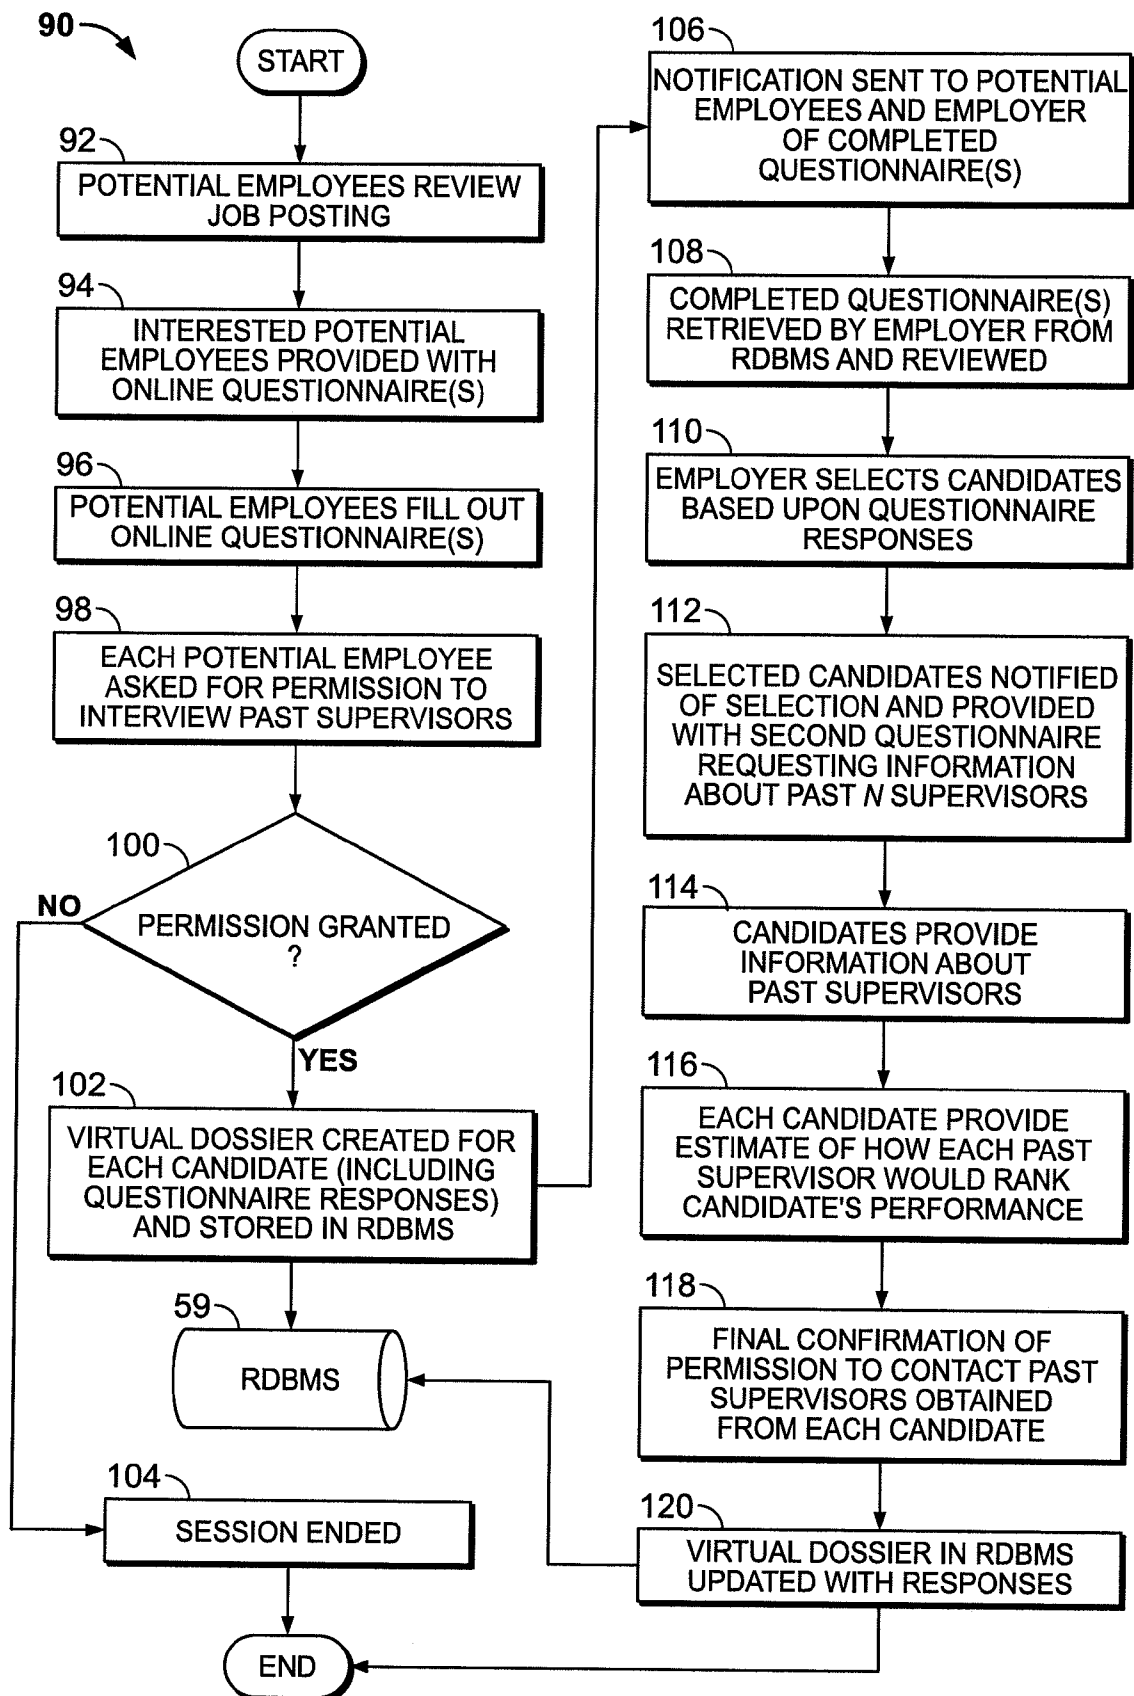 90
START
92
POTENTIAL EMPLOYEES REVIEW
JOB POSTING
94
INTERESTED POTENTIAL
EMPLOYEES PROVIDED WITH
ONLINE QUESTIONNAIRE(S)
96
POTENTIAL EMPLOYEES FILL OUT
ONLINE QUESTIONNAIRE(S)
98
EACH POTENTIAL EMPLOYEE
ASKED FOR PERMISSION TO
INTERVIEW PAST SUPERVISORS
100
NO
PERMISSION GRANTED
?
YES
102
VIRTUAL DOSSIER CREATED FOR
EACH CANDIDATE (INCLUDING
QUESTIONNAIRE RESPONSES)
AND STORED IN RDBMS
59
RDBMS
104
SESSION ENDED
END
106
NOTIFICATION SENT TO POTENTIAL
EMPLOYEES AND EMPLOYER
OF COMPLETED
QUESTIONNAIRE(S)
108
COMPLETED QUESTIONNAIRE(S)
RETRIEVED BY EMPLOYER FROM
RDBMS AND REVIEWED
110
EMPLOYER SELECTS CANDIDATES
BASED UPON QUESTIONNAIRE
RESPONSES
112
SELECTED CANDIDATES NOTIFIED
OF SELECTION AND PROVIDED
WITH SECOND QUESTIONNAIRE
REQUESTING INFORMATION
ABOUT PAST N SUPERVISORS
114
CANDIDATES PROVIDE
INFORMATION ABOUT
PAST SUPERVISORS
116
EACH CANDIDATE PROVIDE
ESTIMATE OF HOW EACH PAST
SUPERVISOR WOULD RANK
CANDIDATE'S PERFORMANCE
118
FINAL CONFIRMATION OF
PERMISSION TO CONTACT PAST
SUPERVISORS OBTAINED
FROM EACH CANDIDATE
120
VIRTUAL DOSSIER IN RDBMS
UPDATED WITH RESPONSES